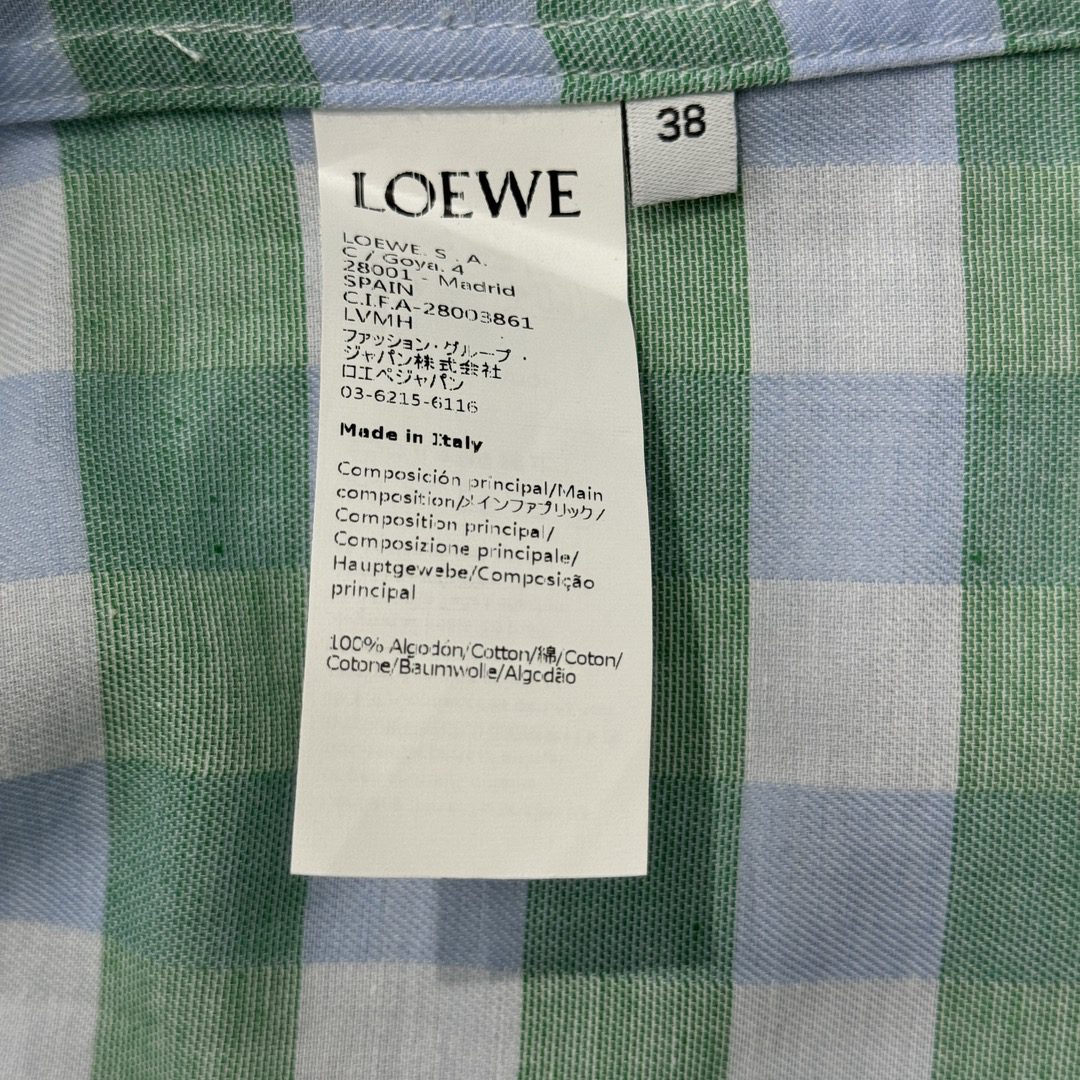 38
LOEWE
LOEWE. S . A.
C / Goya. 4
28001 - Madrid
SPAIN
C.I.F.A-28003861
LVMH
ファッション・グループ・
ジャパン株式会社
ロエベジャパン
03-6215-6116
Made in Italy
Composición principal/Main
composition/メインファブリック/
Composition principal/
Composizione principale/
Hauptgewebe/Composição
principal
100% Algodón/Cotton/綿/Coton/
Cotone/Baumwolle/Algodão